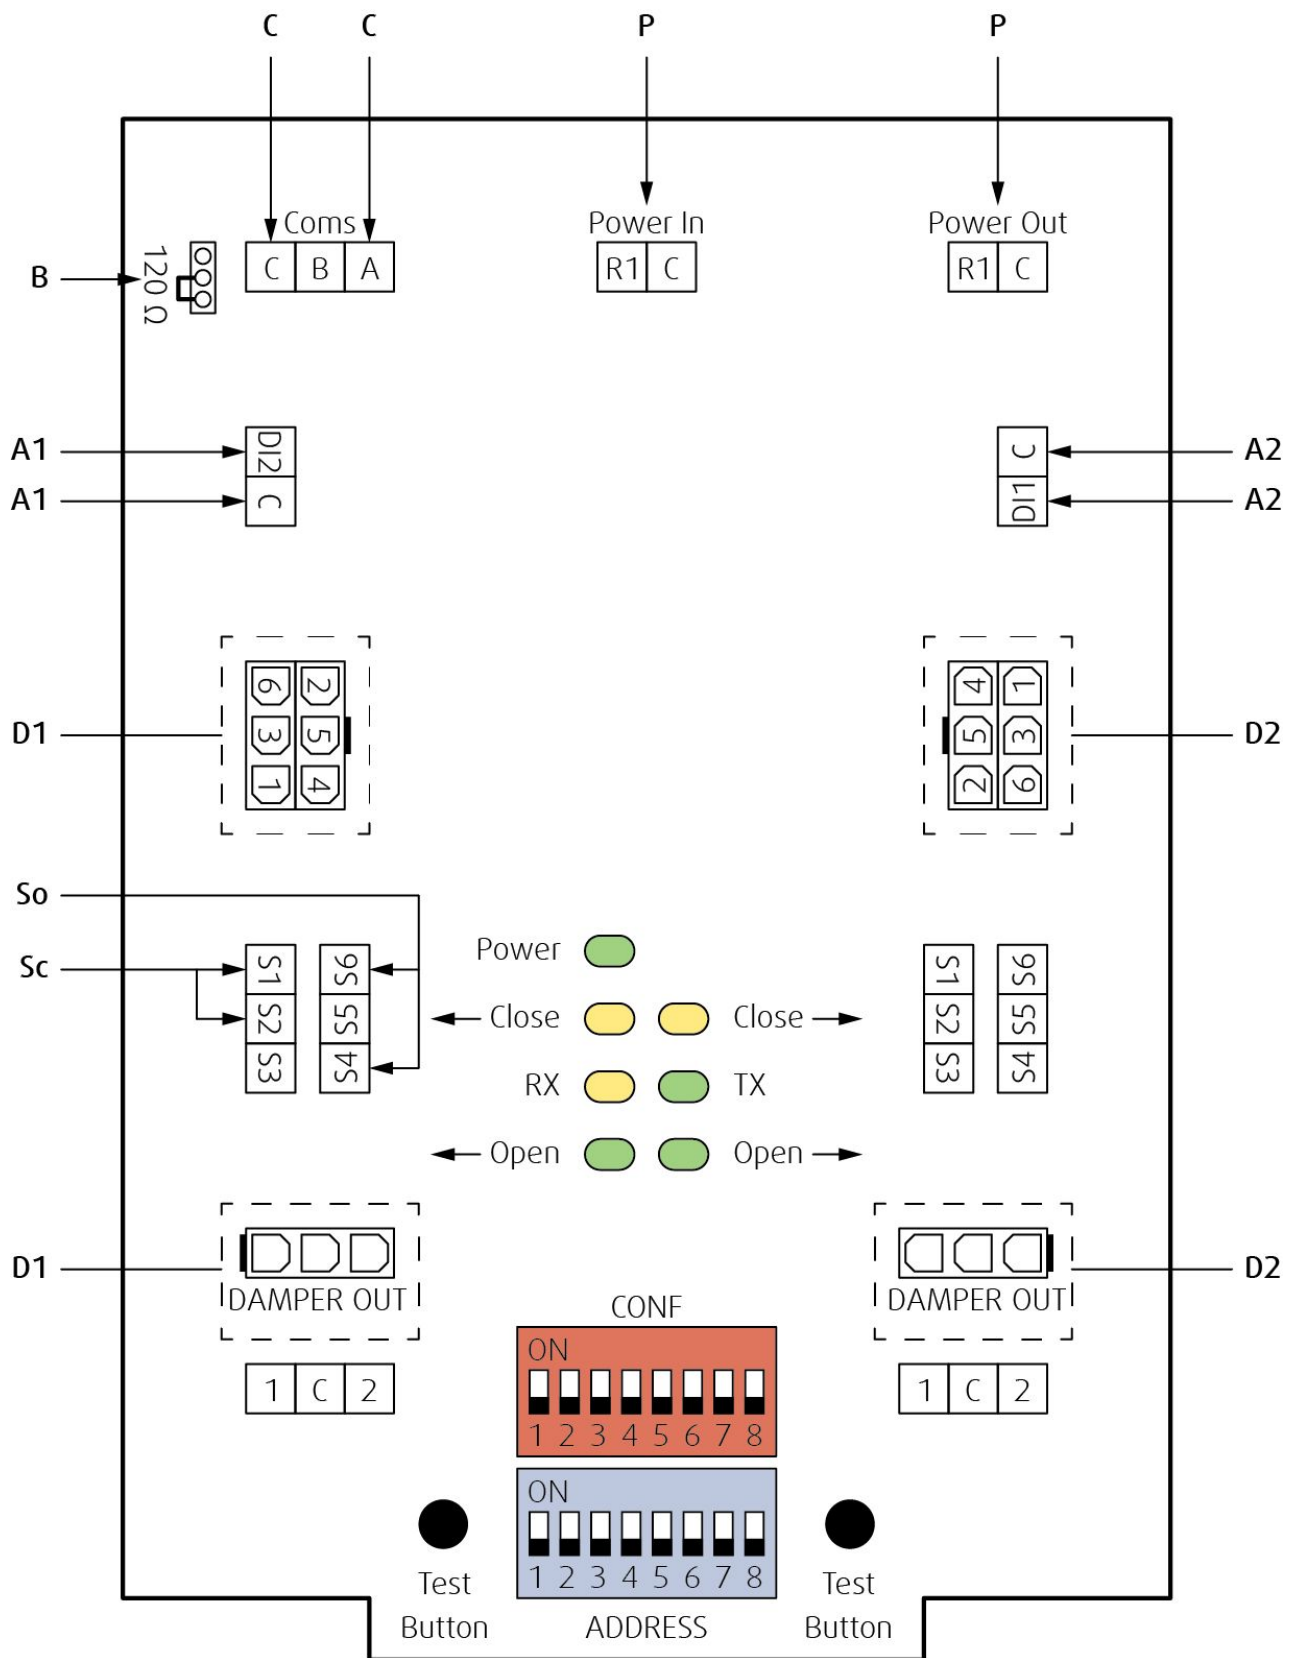 C C P P
Coms Power In Power Out
B 120 Ω C B A R1 C R1 C
A1 DI2 C A2
A1 C DI1 A2
6 2 4 1
D1 3 5 5 3 D2
1 4 2 6
So
Power
Sc S1 S6 S1 S6
S2 S5 Close Close S2 S5
S3 S4 RX TX S3 S4
Open Open
D1 D2
DAMPER OUT DAMPER OUT
CONF
ON
1 C 2 1 C 2
1 2 3 4 5 6 7 8
ON
1 2 3 4 5 6 7 8
Test Test
Button ADDRESS Button